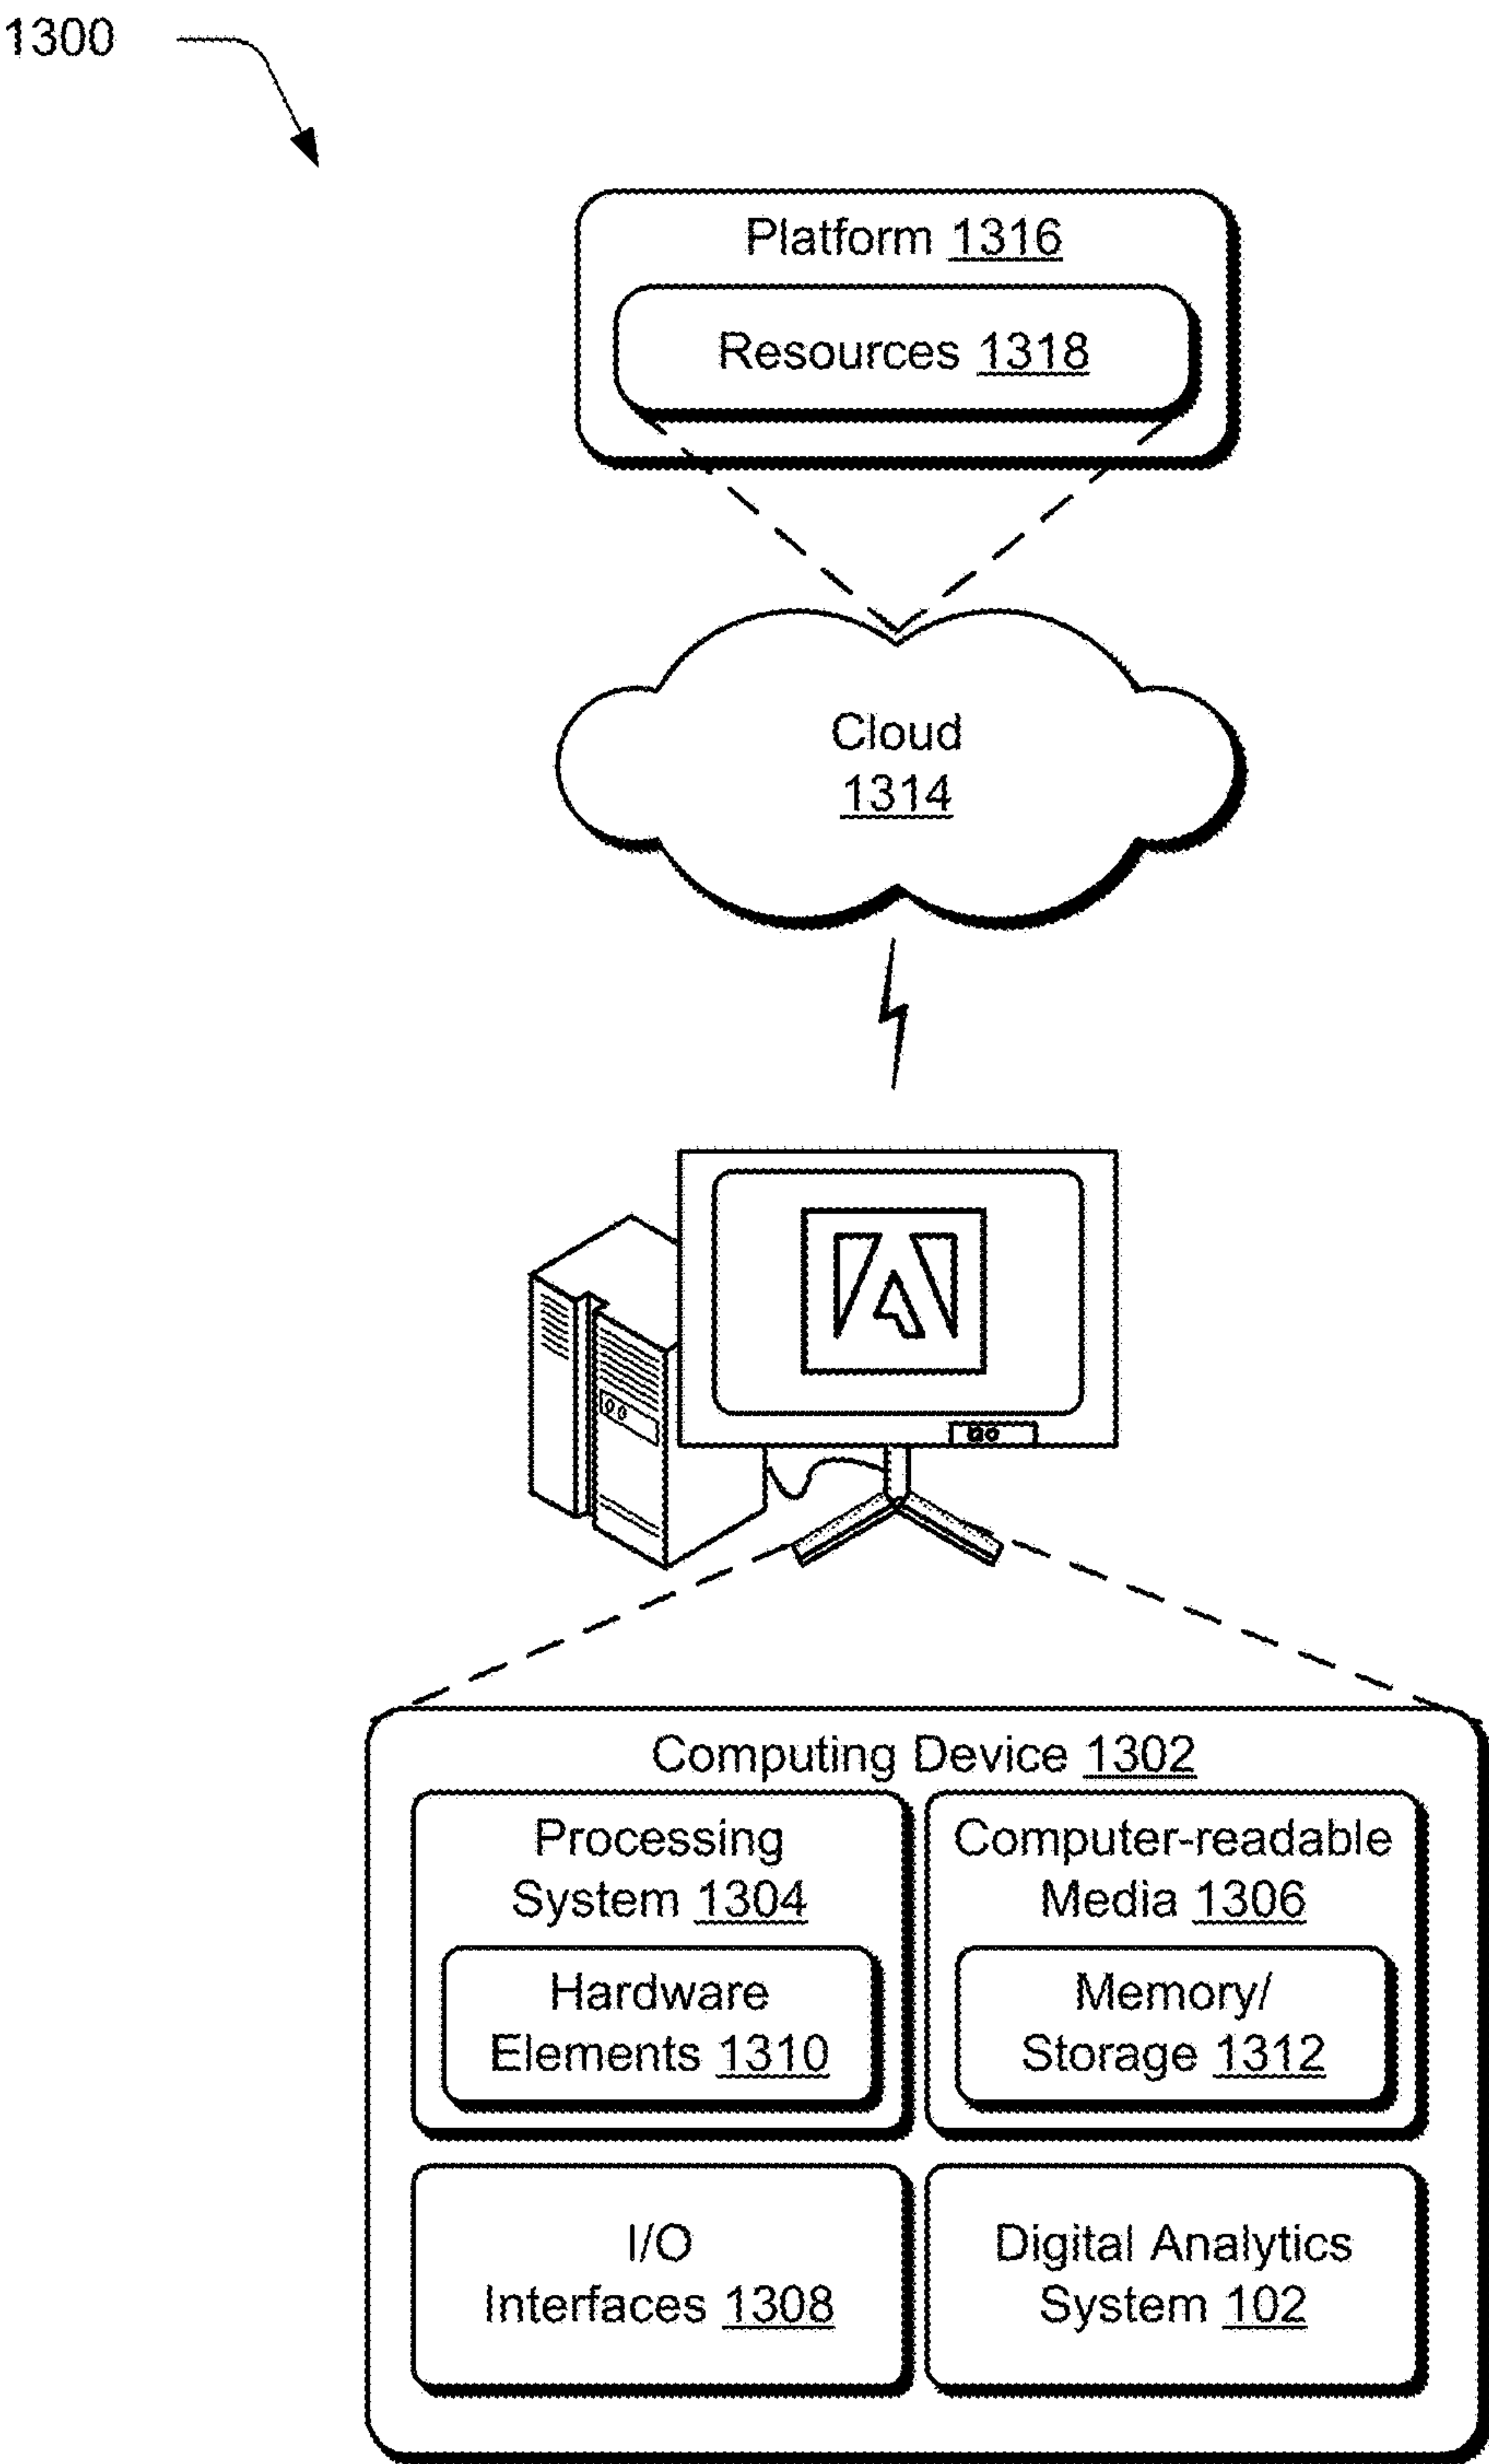 1300
Platform 1316
Resources 1318
Cloud
1314
Computing Device 1302
Processing
System 1304
Hardware
Elements 1310
Computer-readable
Media 1306
Memory/
Storage 1312
I/O
Interfaces 1308
Digital Analytics
System 102